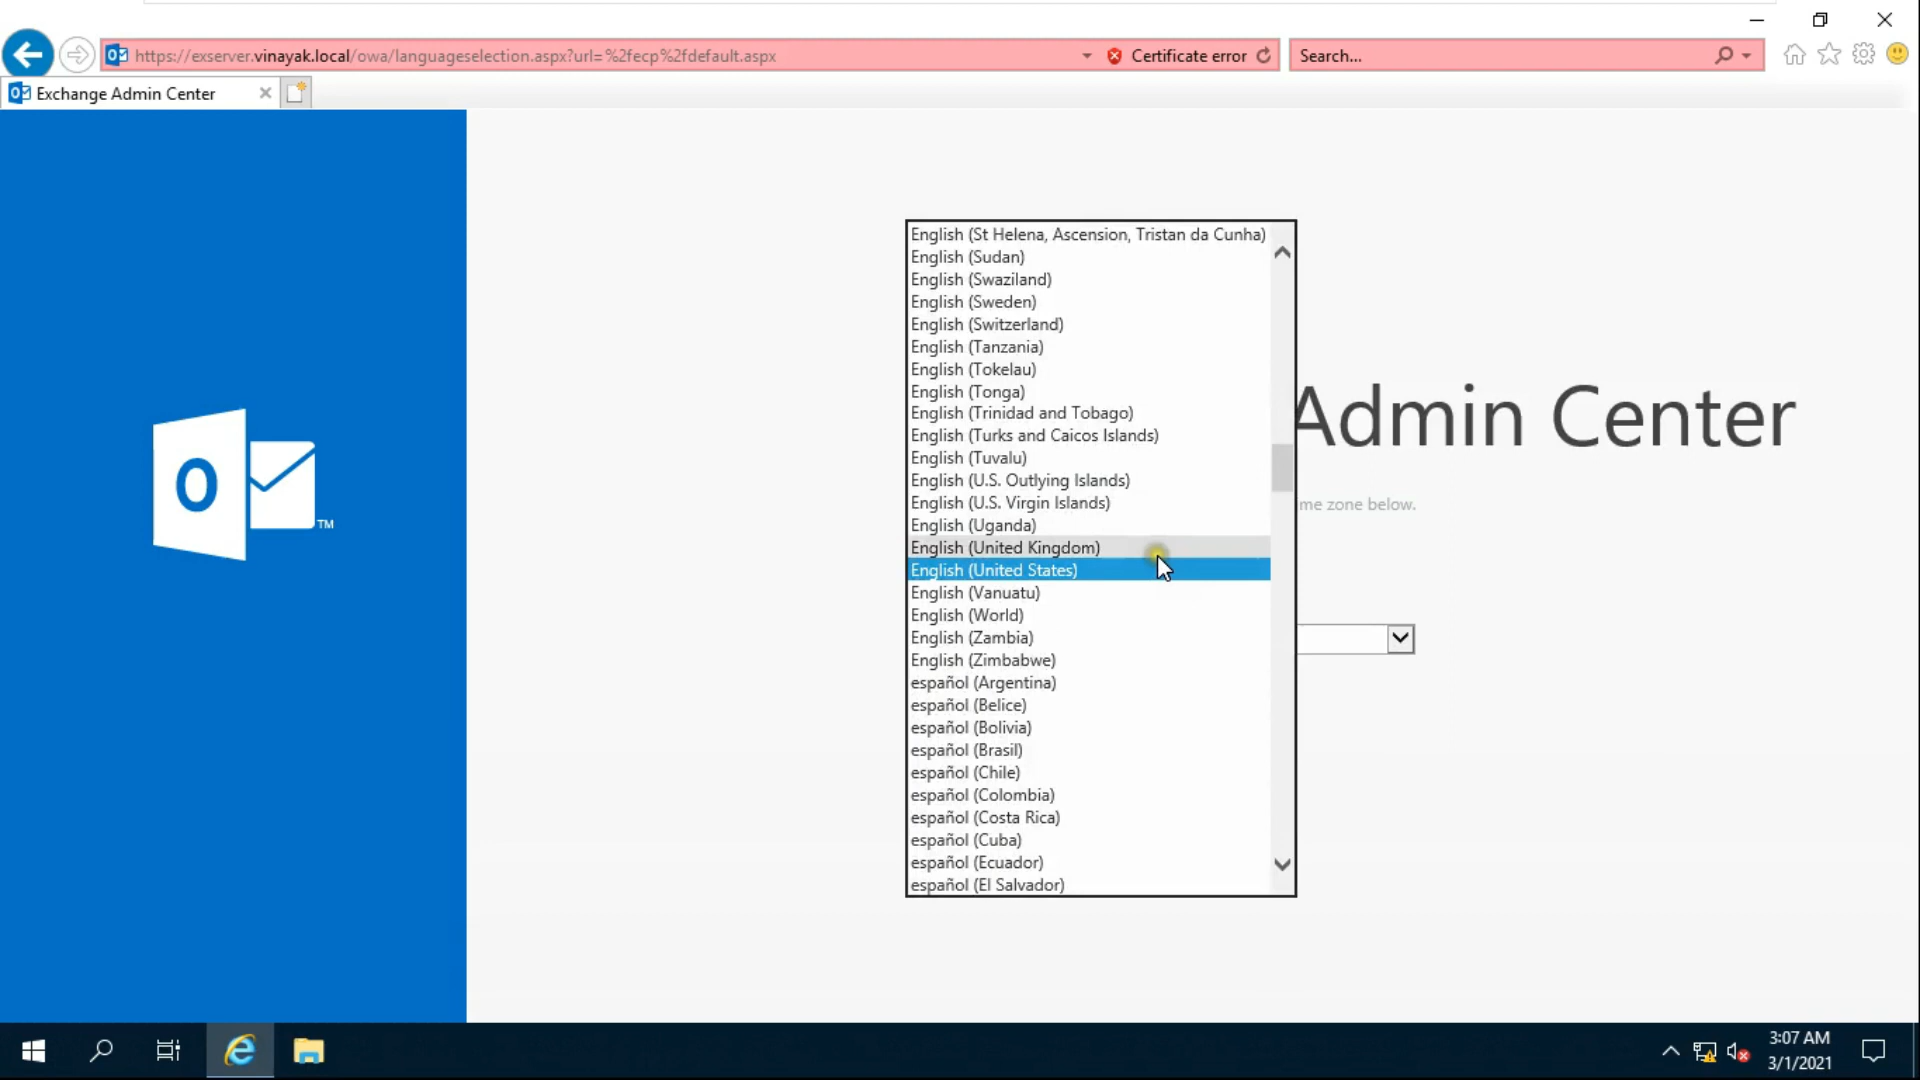 https://exserver.vinayak.local/owa/languageselection.aspx?url=%2fecp%2fdefault.aspx
Certificate error
Search...
Exchange Admin Center
English (St Helena, Ascension, Tristan da Cunha)
English (Sudan)
English (Swaziland)
English (Sweden)
English (Switzerland)
English (Tanzania)
English (Tokelau)
English (Tonga)
English (Trinidad and Tobago)
English (Turks and Caicos Islands)
English (Tuvalu)
English (U.S. Outlying Islands)
English (U.S. Virgin Islands)
English (Uganda)
English (United Kingdom)
English (United States)
English (Vanuatu)
English (World)
English (Zambia)
English (Zimbabwe)
español (Argentina)
español (Belice)
español (Bolivia)
español (Brasil)
español (Chile)
español (Colombia)
español (Costa Rica)
español (Cuba)
español (Ecuador)
español (El Salvador)
Admin Center
me zone below.
O
TM
3:07 AM
3/1/2021